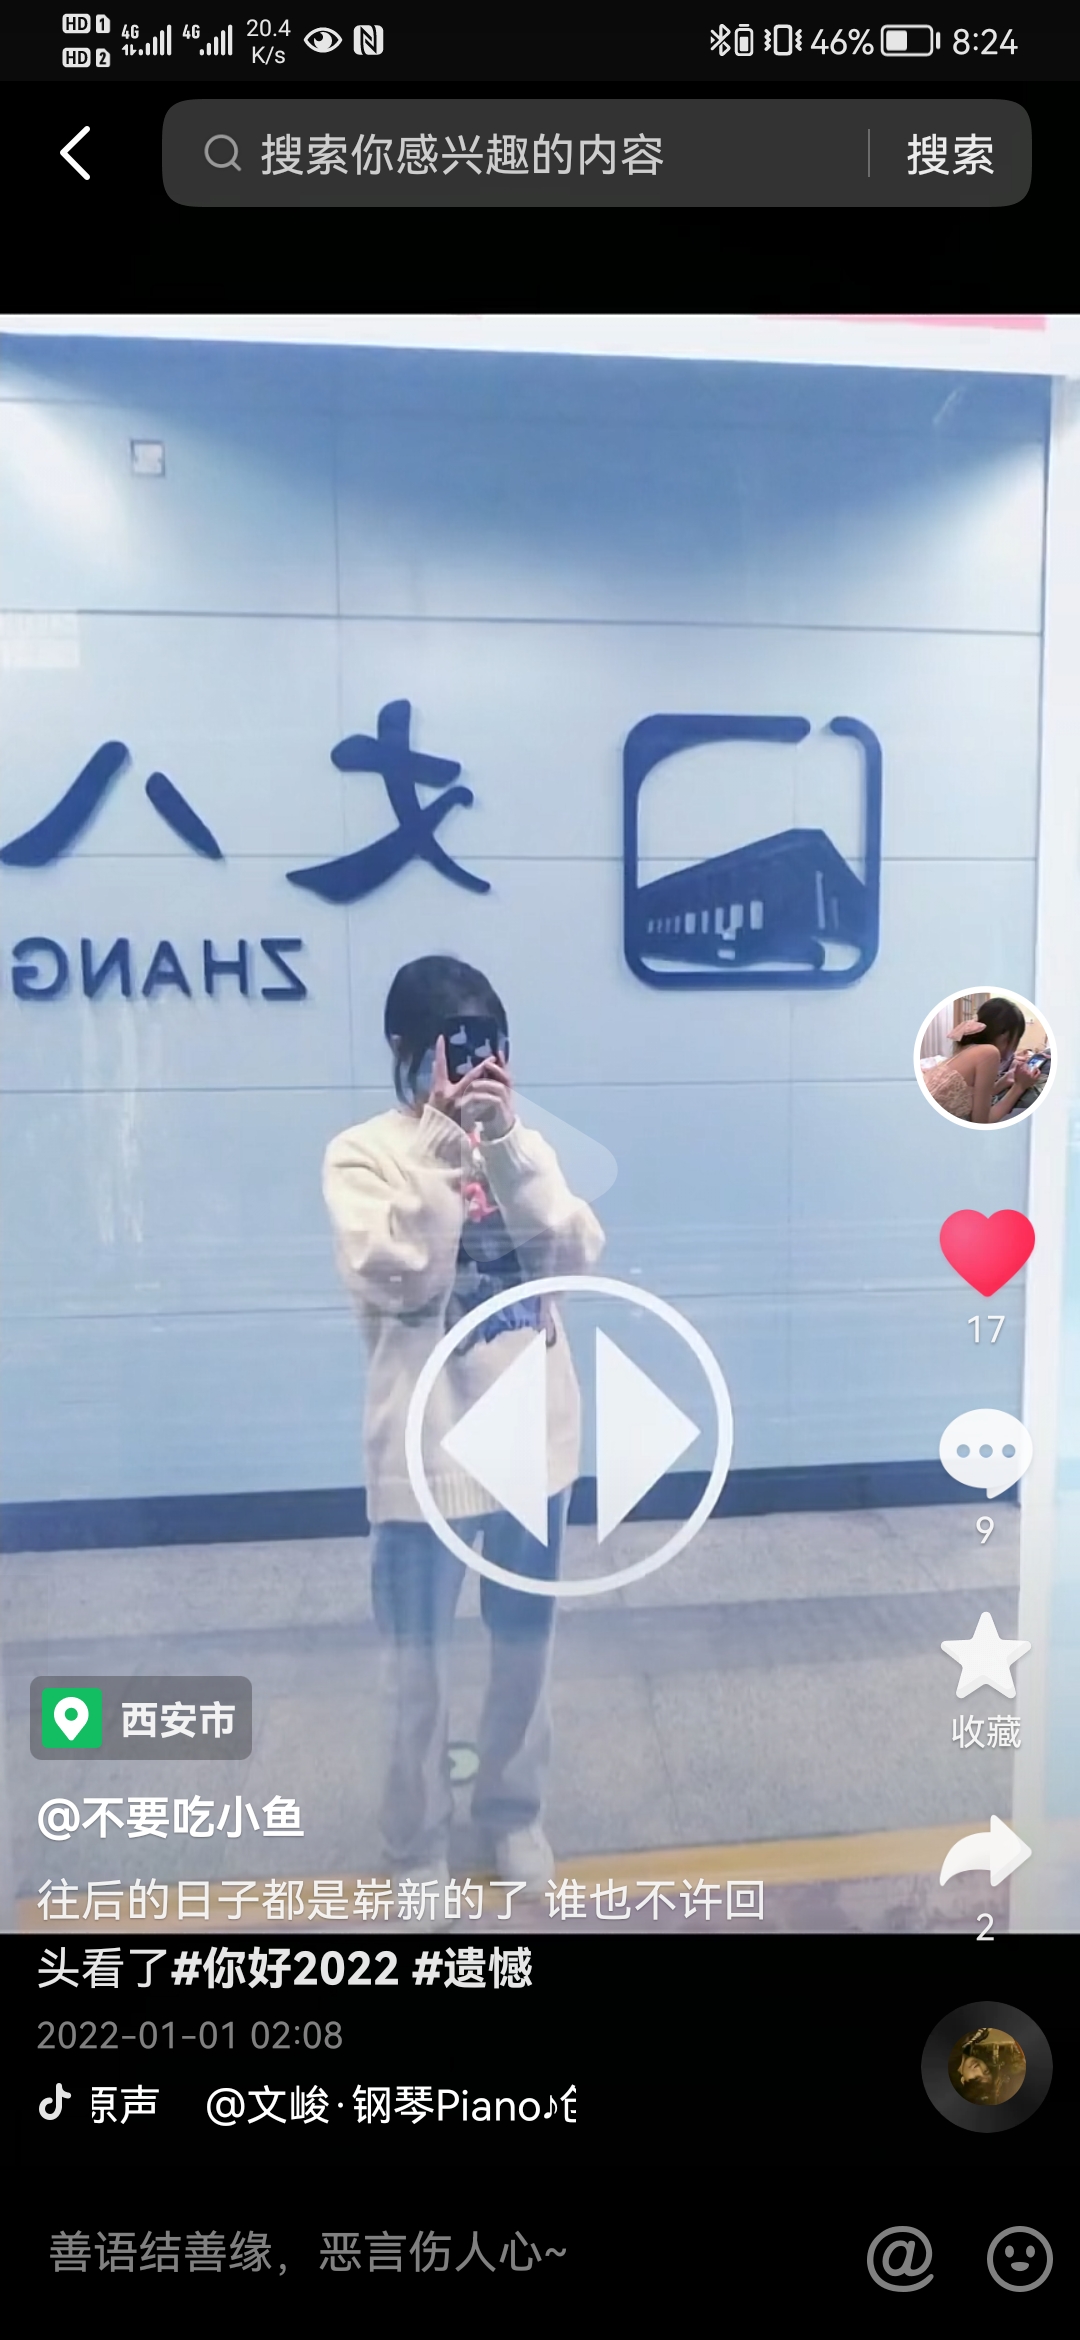 HD 1 4G 4G 20.4 46% 8:24
HD 2 K/s
搜索你感兴趣的内容 搜索
丈八
ZHANG
17
9
西安市
收藏
@不要吃小鱼
往后的日子都是崭新的了 谁也不许回
2
头看了#你好2022 #遗憾
2022-01-01 02:08
原声 @文峻·钢琴Piano♪
善语结善缘，恶言伤人心~